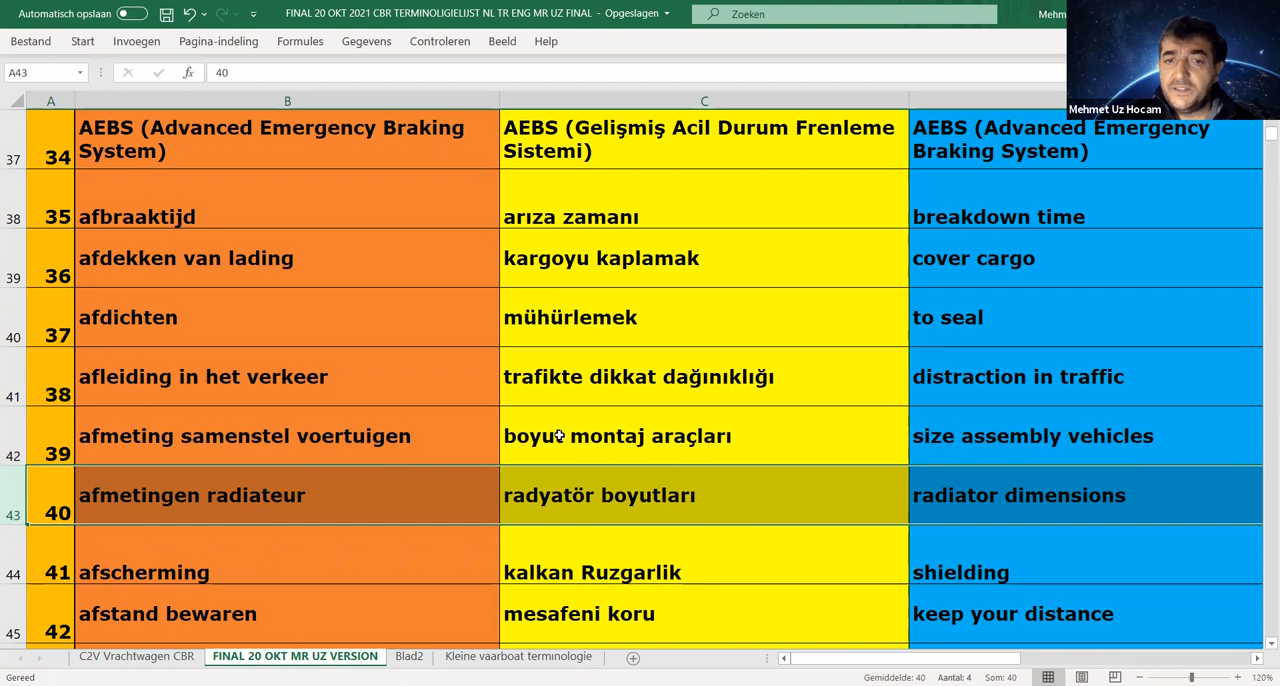 Automatisch opslaan
FINAL 20 OKT 2021 CBR TERMINOLIGIELIJST NL TR ENG MR UZ FINAL - Opgeslagen
Zoeken
Mehm
Bestand Start Invoegen Pagina-indeling Formules Gegevens Controleren Beeld Help
A43 fx 40
Mehmet Uz Hocam
A B C
37 34 AEBS (Advanced Emergency Braking
System)
AEBS (Gelişmiş Acil Durum Frenleme
Sistemi)
AEBS (Advanced Emergency
Braking System)
38 35 afbraaktijd arıza zamanı breakdown time
39 36 afdekken van lading kargoyu kaplamak cover cargo
40 37 afdichten mühürlemek to seal
41 38 afleiding in het verkeer trafikte dikkat dağınıklığı distraction in traffic
42 39 afmeting samenstel voertuigen boyut montaj araçları size assembly vehicles
43 40 afmetingen radiateur radyatör boyutları radiator dimensions
44 41 afscherming kalkan Ruzgarlik shielding
45 42 afstand bewaren mesafeni koru keep your distance
C2V Vrachtwagen CBR FINAL 20 OKT MR UZ VERSION Blad2 Kleine vaarboat terminologie
Gereed Gemiddelde: 40 Aantal: 4 Som: 40 120%